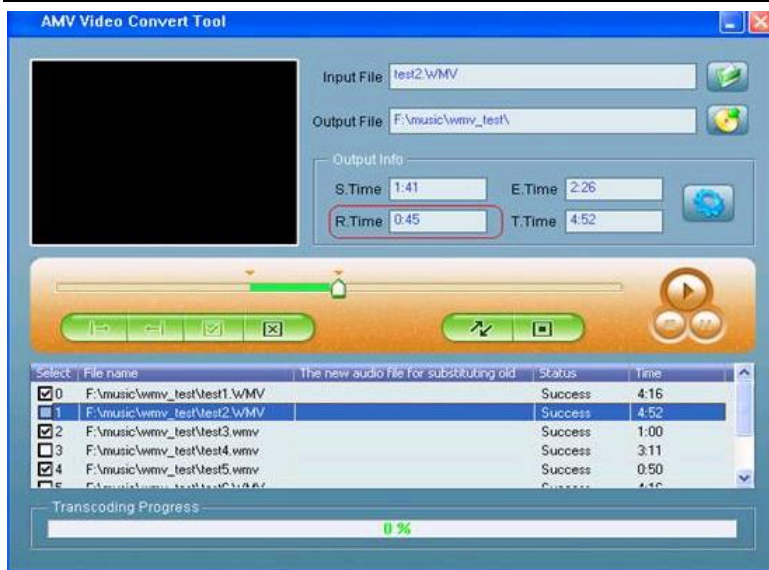 AMV Video Convert Tool
Input File test2.WMV
Output File F:\music\wmv_test\
Output Info
S.Time 1:41 E.Time 2:26
R.Time 0:45 T.Time 4:52
Select File name The new audio file for substituting old Status Time
0 F:\music\wmv_test\test1.WMV Success 4:16
1 F:\music\wmv_test\test2.WMV Success 4:52
2 F:\music\wmv_test\test3.wmv Success 1:00
3 F:\music\wmv_test\test4.wmv Success 3:11
4 F:\music\wmv_test\test5.wmv Success 0:50
Transcoding Progress
0 %